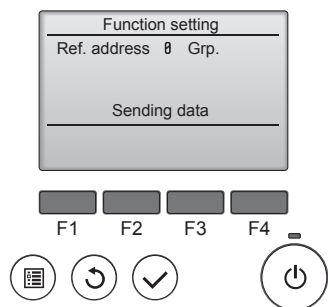 Function setting
Ref. address 0 Grp.
Sending data
F1 F2 F3 F4